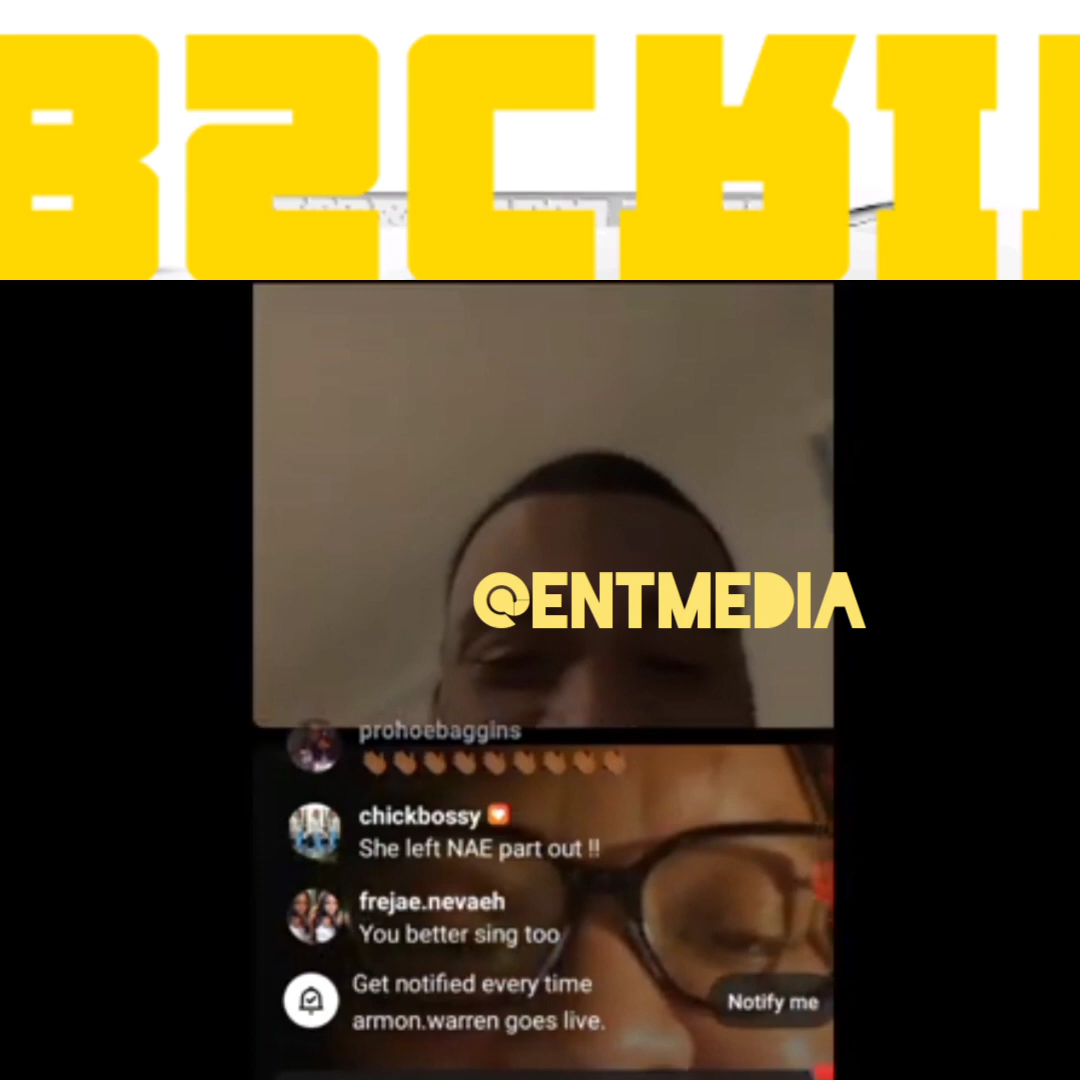 B2CKI
@ENTMEDIA
prohoebaggins
👏🏾👏🏾👏🏾👏🏾👏🏾👏🏾👏🏾👏🏾👏🏾
chickbossy
She left NAE part out !!
frejae.nevaeh
You better sing too
Get notified every time
armon.warren goes live.
Notify me